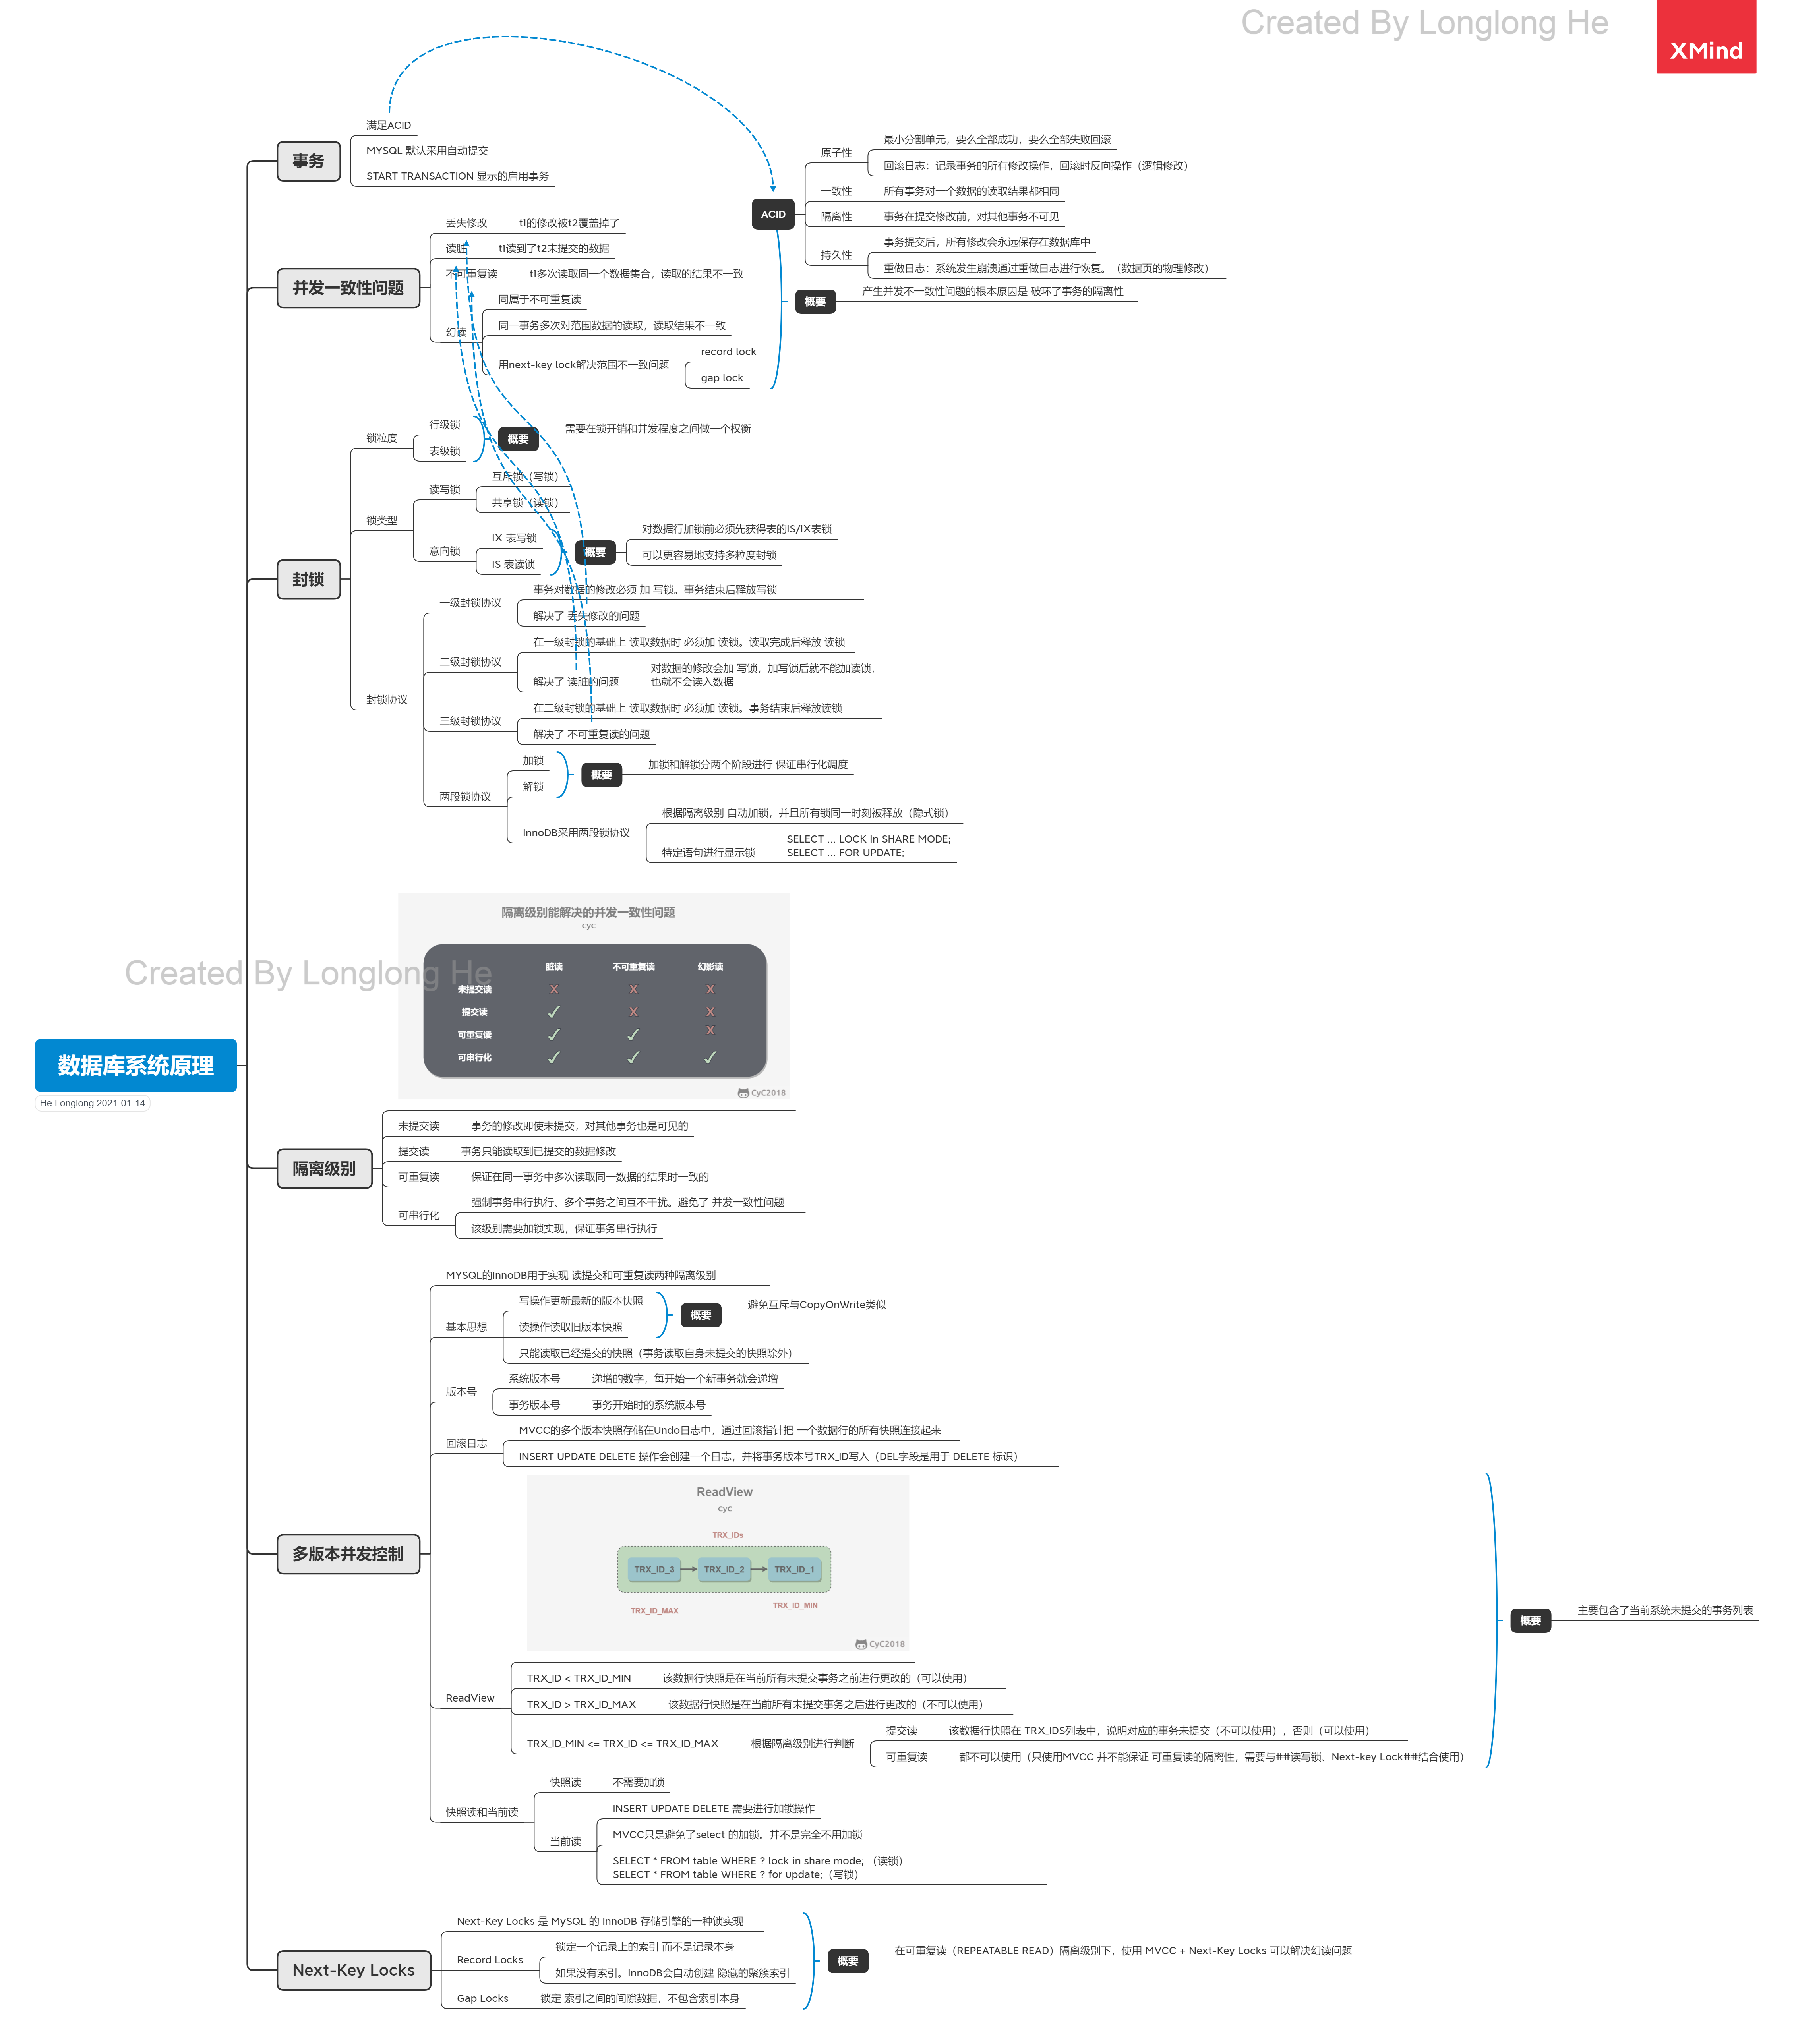 Created By Longlong He
XMind
数据库系统原理
He Longlong 2021-01-14
事务
满足ACID
MYSQL 默认采用自动提交
START TRANSACTION 显示的启用事务
ACID
原子性
最小分割单元，要么全部成功，要么全部失败回滚
回滚日志：记录事务的所有修改操作，回滚时反向操作（逻辑修改）
一致性
所有事务对一个数据的读取结果都相同
隔离性
事务在提交修改前，对其他事务不可见
持久性
事务提交后，所有修改会永远保存在数据库中
重做日志：系统发生崩溃通过重做日志进行恢复。（数据页的物理修改）
并发一致性问题
丢失修改
t1的修改被t2覆盖掉了
读脏
t1读到了t2未提交的数据
不可重复读
t1多次读取同一个数据集合，读取的结果不一致
幻读
同属于不可重复读
同一事务多次对范围数据的读取，读取结果不一致
用next-key lock解决范围不一致问题
record lock
gap lock
概要
产生并发不一致性问题的根本原因是 破环了事务的隔离性
封锁
锁粒度
行级锁
表级锁
概要
需要在锁开销和并发程度之间做一个权衡
锁类型
读写锁
互斥锁（写锁）
共享锁（读锁）
意向锁
IX 表写锁
IS 表读锁
概要
对数据行加锁前必须先获得表的IS/IX表锁
可以更容易地支持多粒度封锁
封锁协议
一级封锁协议
事务对数据的修改必须 加 写锁。事务结束后释放写锁
解决了 丢失修改的问题
二级封锁协议
在一级封锁的基础上 读取数据时 必须加 读锁。读取完成后释放 读锁
解决了 读脏的问题
对数据的修改会加 写锁，加写锁后就不能加读锁，
也就不会读入数据
三级封锁协议
在二级封锁的基础上 读取数据时 必须加 读锁。事务结束后释放读锁
解决了 不可重复读的问题
两段锁协议
加锁
解锁
概要
加锁和解锁分两个阶段进行 保证串行化调度
InnoDB采用两段锁协议
根据隔离级别 自动加锁，并且所有锁同一时刻被释放（隐式锁）
特定语句进行显示锁
SELECT ... LOCK In SHARE MODE;
SELECT ... FOR UPDATE;
隔离级别能解决的并发一致性问题
CyC
Created By Longlong He
脏读 不可重复读 幻影读
未提交读 X X X
提交读 ✓ X X
可重复读 ✓ ✓ X
可串行化 ✓ ✓ ✓
CyC2018
隔离级别
未提交读
事务的修改即使未提交，对其他事务也是可见的
提交读
事务只能读取到已提交的数据修改
可重复读
保证在同一事务中多次读取同一数据的结果时一致的
可串行化
强制事务串行执行、多个事务之间互不干扰。避免了 并发一致性问题
该级别需要加锁实现，保证事务串行执行
多版本并发控制
MYSQL的InnoDB用于实现 读提交和可重复读两种隔离级别
基本思想
写操作更新最新的版本快照
读操作读取旧版本快照
概要
避免互斥与CopyOnWrite类似
只能读取已经提交的快照（事务读取自身未提交的快照除外）
版本号
系统版本号
递增的数字，每开始一个新事务就会递增
事务版本号
事务开始时的系统版本号
回滚日志
MVCC的多个版本快照存储在Undo日志中，通过回滚指针把 一个数据行的所有快照连接起来
INSERT UPDATE DELETE 操作会创建一个日志，并将事务版本号TRX_ID写入（DEL字段是用于 DELETE 标识）
ReadView
CyC
TRX_IDs
TRX_ID_3 TRX_ID_2 TRX_ID_1
TRX_ID_MAX
TRX_ID_MIN
CyC2018
ReadView
TRX_ID < TRX_ID_MIN
该数据行快照是在当前所有未提交事务之前进行更改的（可以使用）
TRX_ID > TRX_ID_MAX
该数据行快照是在当前所有未提交事务之后进行更改的（不可以使用）
TRX_ID_MIN <= TRX_ID <= TRX_ID_MAX
根据隔离级别进行判断
提交读
该数据行快照在 TRX_IDS列表中，说明对应的事务未提交（不可以使用），否则（可以使用）
可重复读
都不可以使用（只使用MVCC 并不能保证 可重复读的隔离性，需要与##读写锁、Next-key Lock##结合使用）
概要
主要包含了当前系统未提交的事务列表
快照读和当前读
快照读
不需要加锁
当前读
INSERT UPDATE DELETE 需要进行加锁操作
MVCC只是避免了select 的加锁。并不是完全不用加锁
SELECT * FROM table WHERE ? lock in share mode; （读锁）
SELECT * FROM table WHERE ? for update;（写锁）
Next-Key Locks
Next-Key Locks 是 MySQL 的 InnoDB 存储引擎的一种锁实现
Record Locks
锁定一个记录上的索引 而不是记录本身
如果没有索引。InnoDB会自动创建 隐藏的聚簇索引
Gap Locks
锁定 索引之间的间隙数据，不包含索引本身
概要
在可重复读（REPEATABLE READ）隔离级别下，使用 MVCC + Next-Key Locks 可以解决幻读问题